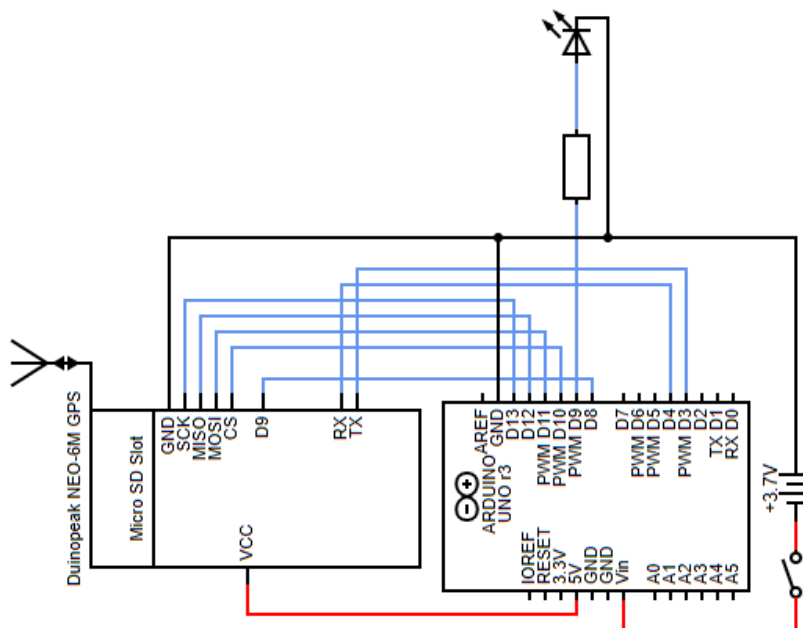 Duinopeak NEO-6M GPS
Micro SD Slot
GND
SCK
MISO
MOSI
CS
D9
RX
TX
VCC
ARDUINO
UNO r3
AREF
GND
D13
D12
PWM D11
PWM D10
PWM D9
D8
D7
PWM D6
PWM D5
D4
PWM D3
D2
TX D1
RX D0
IOREF
RESET
3.3V
5V
GND
GND
Vin
A0
A1
A2
A3
A4
A5
+3.7V